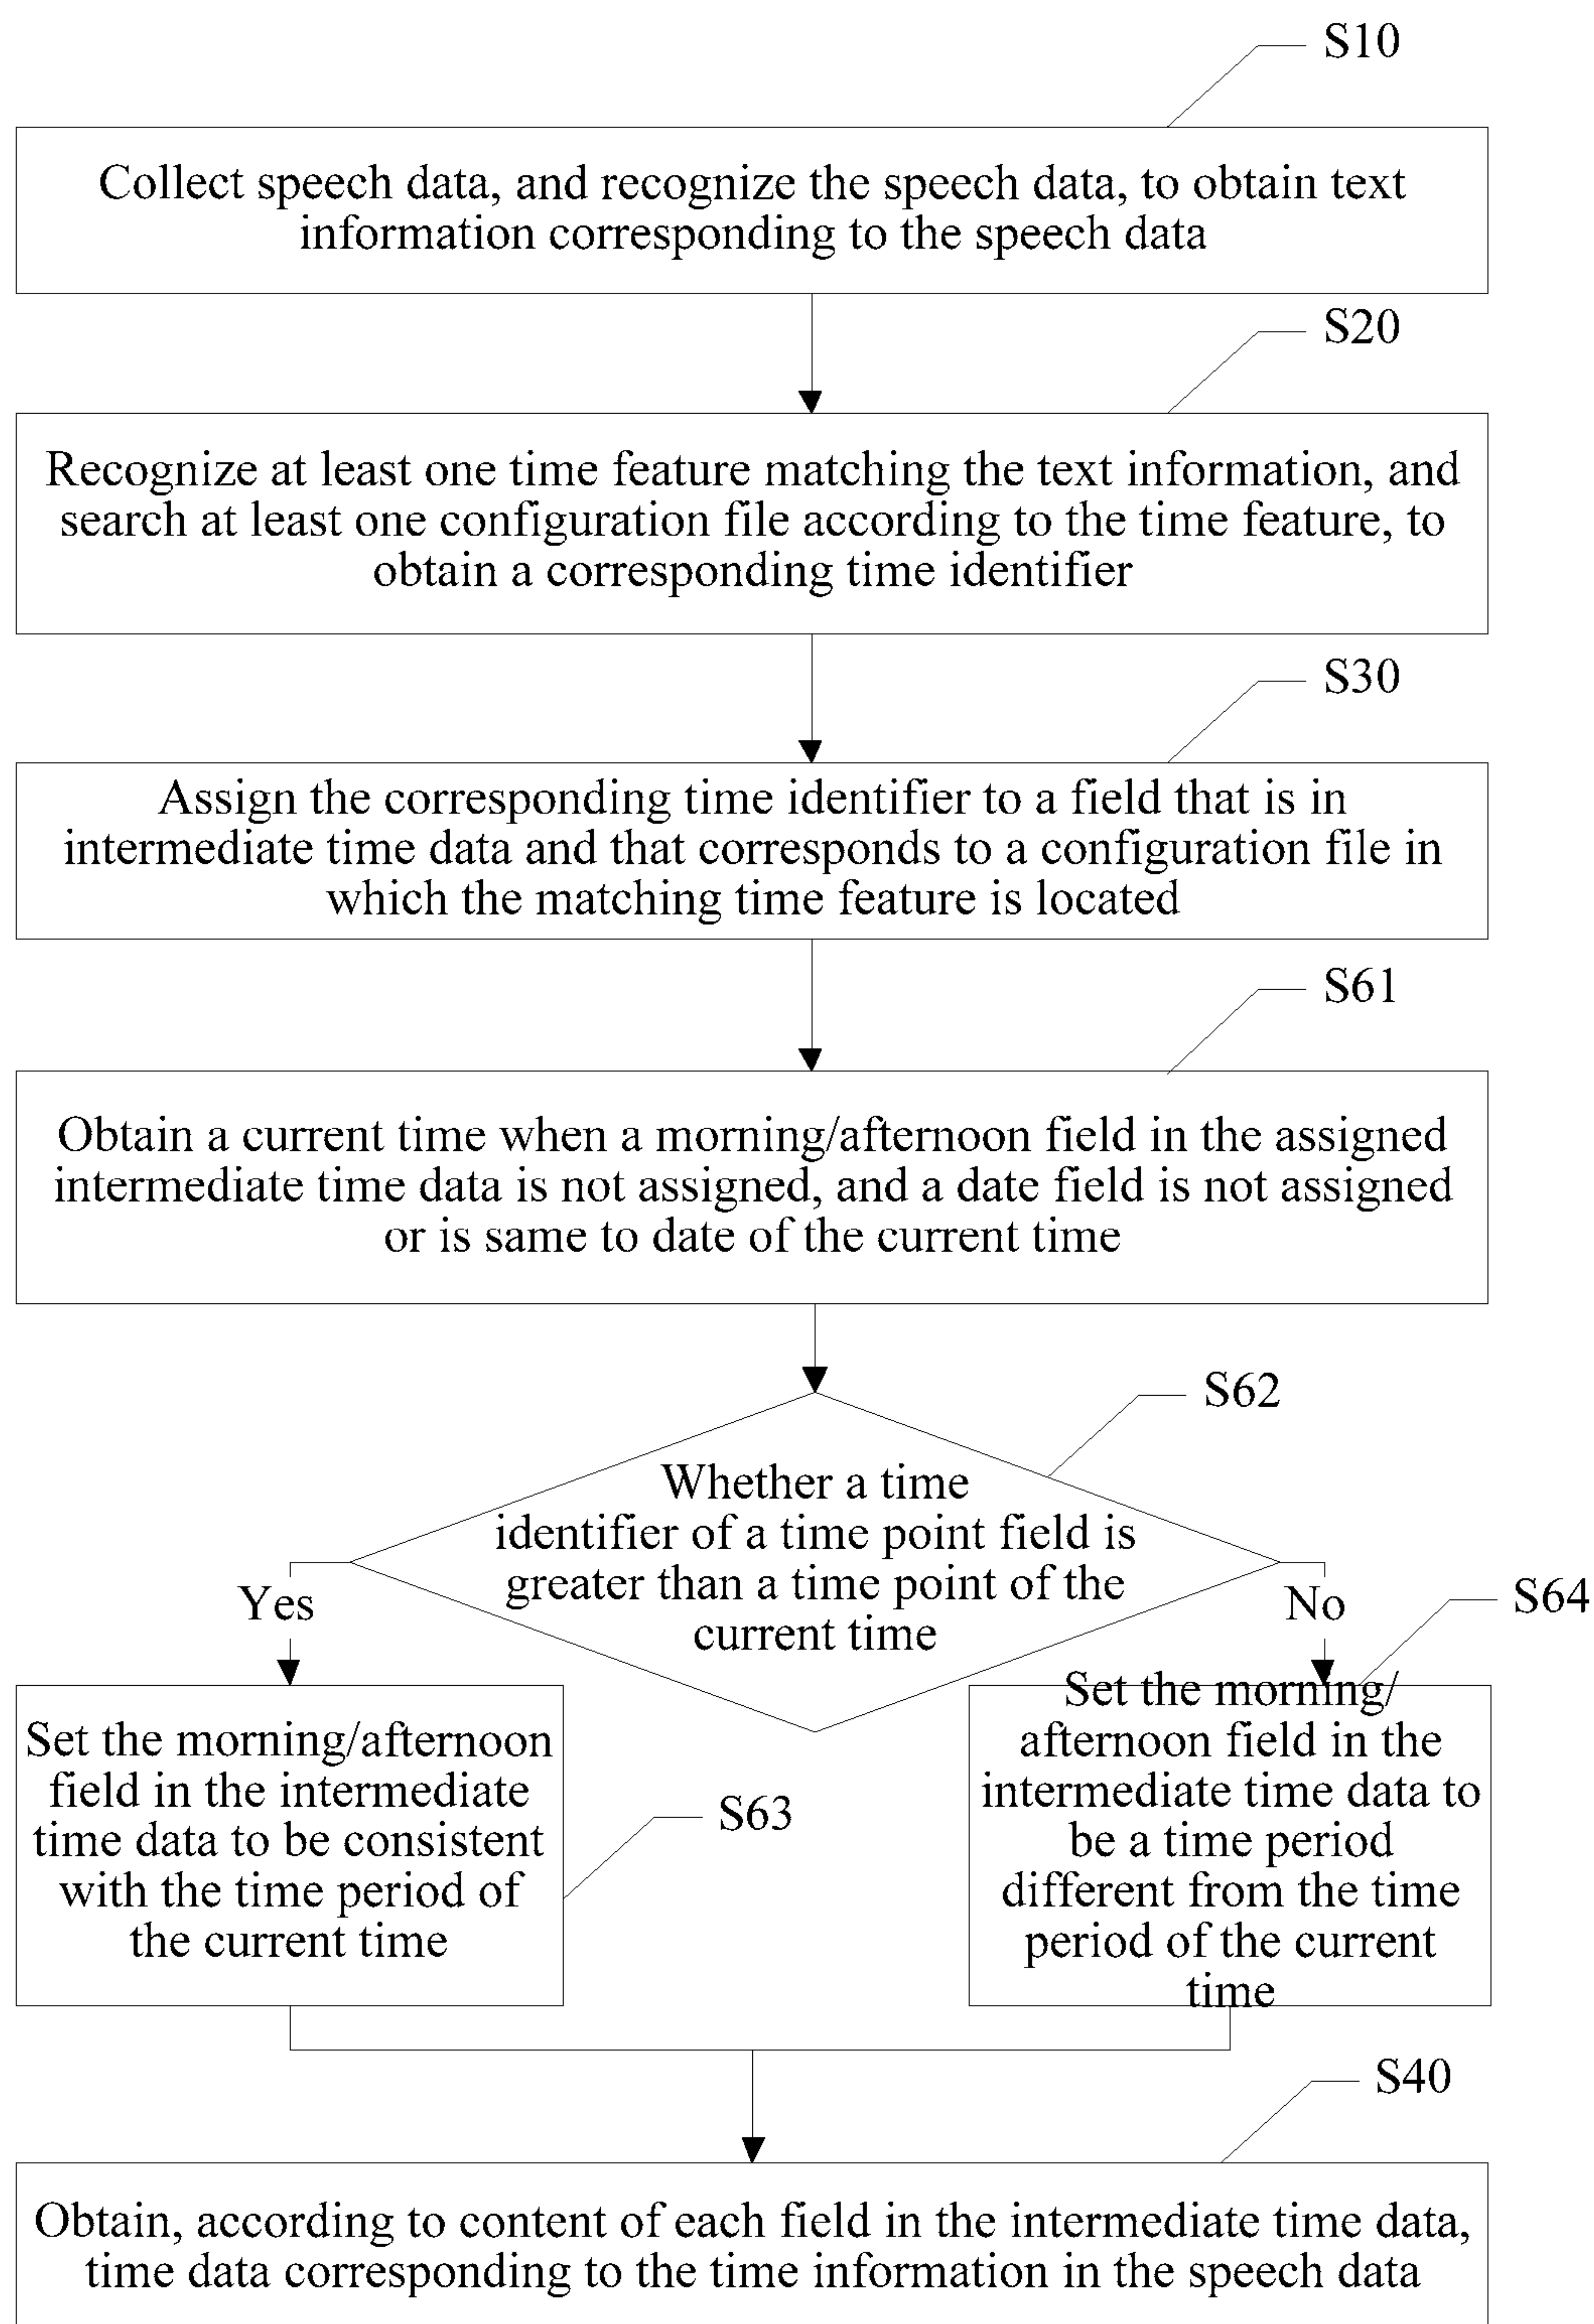 S10
Collect speech data, and recognize the speech data, to obtain text
information corresponding to the speech data
S20
Recognize at least one time feature matching the text information, and
search at least one configuration file according to the time feature, to
obtain a corresponding time identifier
S30
Assign the corresponding time identifier to a field that is in
intermediate time data and that corresponds to a configuration file in
which the matching time feature is located
S61
Obtain a current time when a morning/afternoon field in the assigned
intermediate time data is not assigned, and a date field is not assigned
or is same to date of the current time
S62
Whether a time
identifier of a time point field is
greater than a time point of the
current time
Yes
No
S64
Set the morning/afternoon
field in the intermediate
time data to be consistent
with the time period of
the current time
S63
Set the morning/
afternoon field in the
intermediate time data to
be a time period
different from the time
period of the current
time
S40
Obtain, according to content of each field in the intermediate time data,
time data corresponding to the time information in the speech data